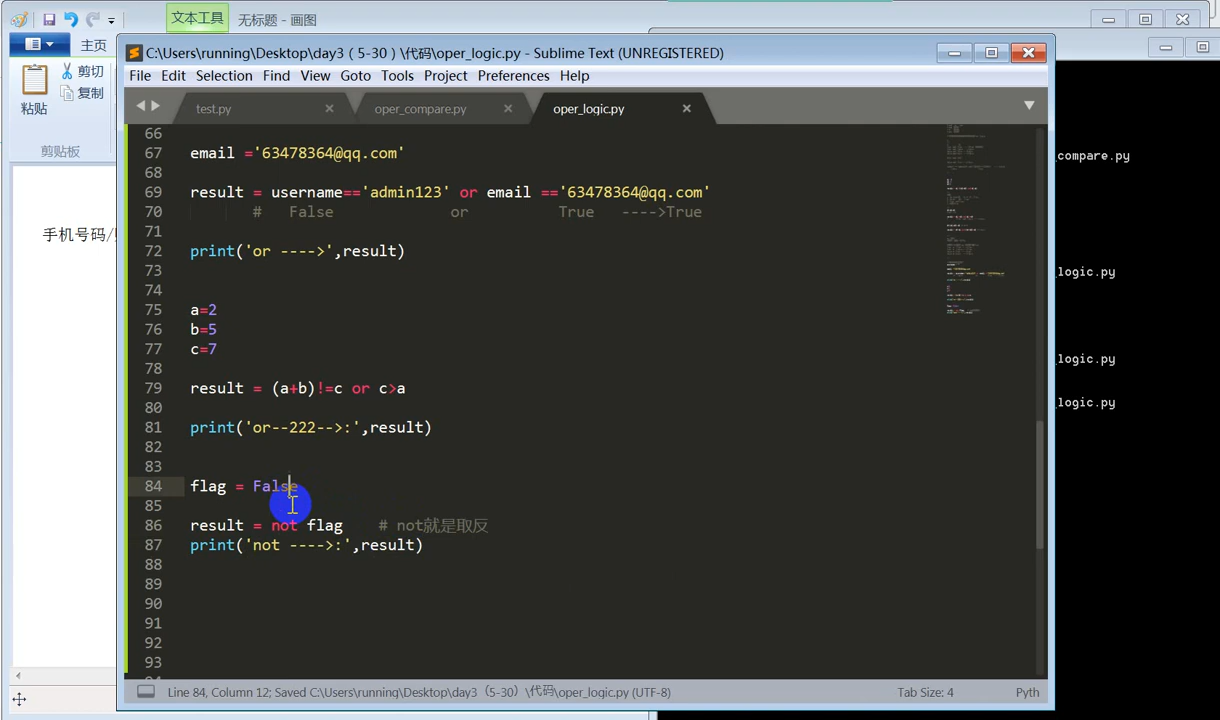 文本工具 无标题 - 画图
主页
C:\Users\running\Desktop\day3（5-30）\代码\oper_logic.py - Sublime Text (UNREGISTERED)
File Edit Selection Find View Goto Tools Project Preferences Help
剪切
复制
粘贴
剪贴板
手机号码/
test.py oper_compare.py oper_logic.py
66
67 email ='63478364@qq.com'
68
69 result = username=='admin123' or email =='63478364@qq.com'
70 # False or True ---->True
71
72 print('or ---->',result)
73
74
75 a=2
76 b=5
77 c=7
78
79 result = (a+b)!=c or c>a
80
81 print('or--222-->:',result)
82
83
84 flag = False
85
86 result = not flag # not就是取反
87 print('not ---->:',result)
88
89
90
91
92
93
Line 84, Column 12; Saved C:\Users\running\Desktop\day3（5-30）\代码\oper_logic.py (UTF-8) Tab Size: 4 Pyth
compare.py
logic.py
logic.py
logic.py